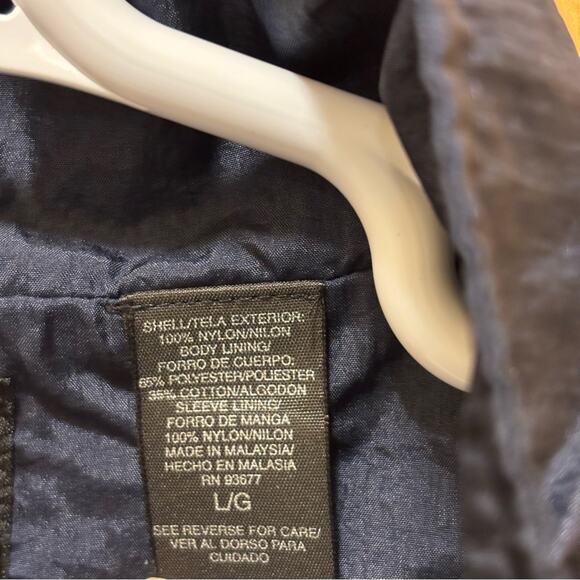 SHELL/TELA EXTERIOR:
100% NYLON/NILON
BODY LINING/
FORRO DE CUERPO:
65% POLYESTER/POLIESTER
35% COTTON/ALGODON
SLEEVE LINING/
FORRO DE MANGA
100% NYLON/NILON
MADE IN MALAYSIA/
HECHO EN MALASIA
RN 93677
L/G
SEE REVERSE FOR CARE/
VER AL DORSO PARA
CUIDADO